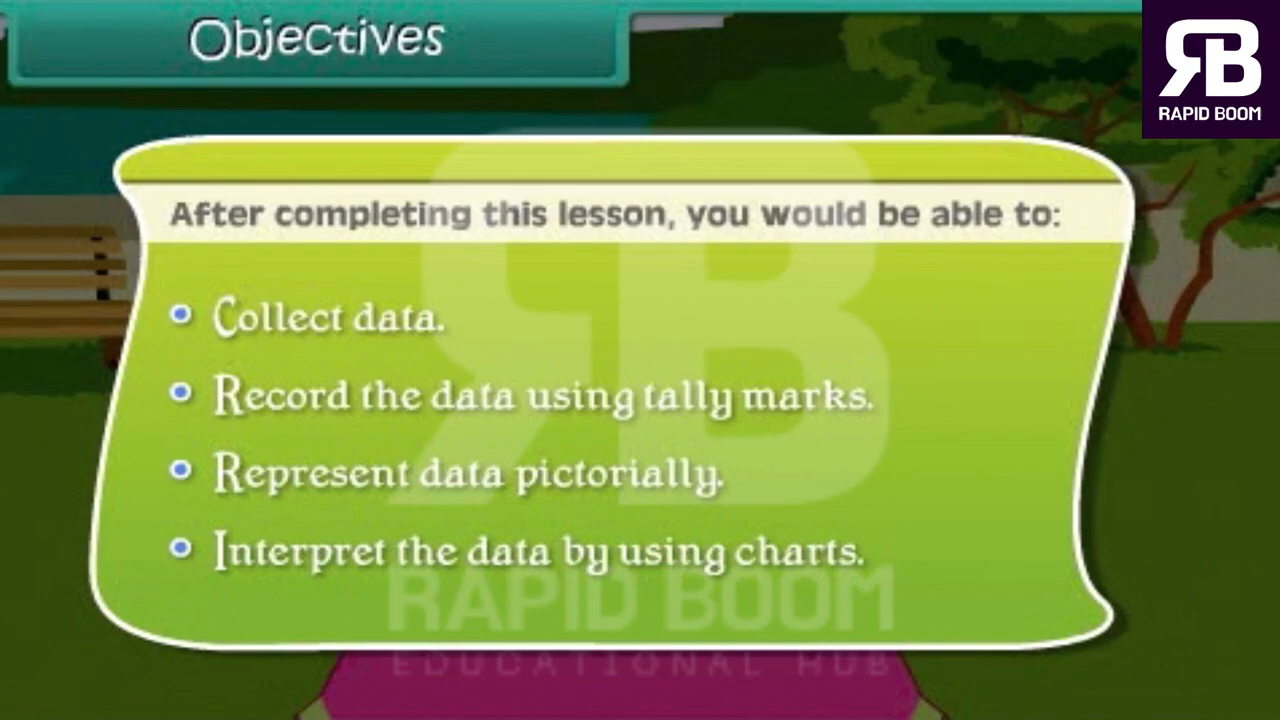 Objectives
RB
RAPID BOOM
After completing this lesson, you would be able to:
Collect data.
Record the data using tally marks.
Represent data pictorially.
Interpret the data by using charts.
RB
RAPID BOOM
EDUCATIONAL HUB